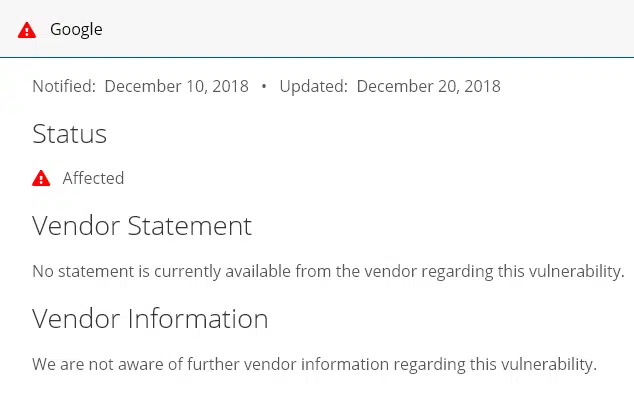 Google
Notified: December 10, 2018 • Updated: December 20, 2018
Status
Affected
Vendor Statement
No statement is currently available from the vendor regarding this vulnerability.
Vendor Information
We are not aware of further vendor information regarding this vulnerability.